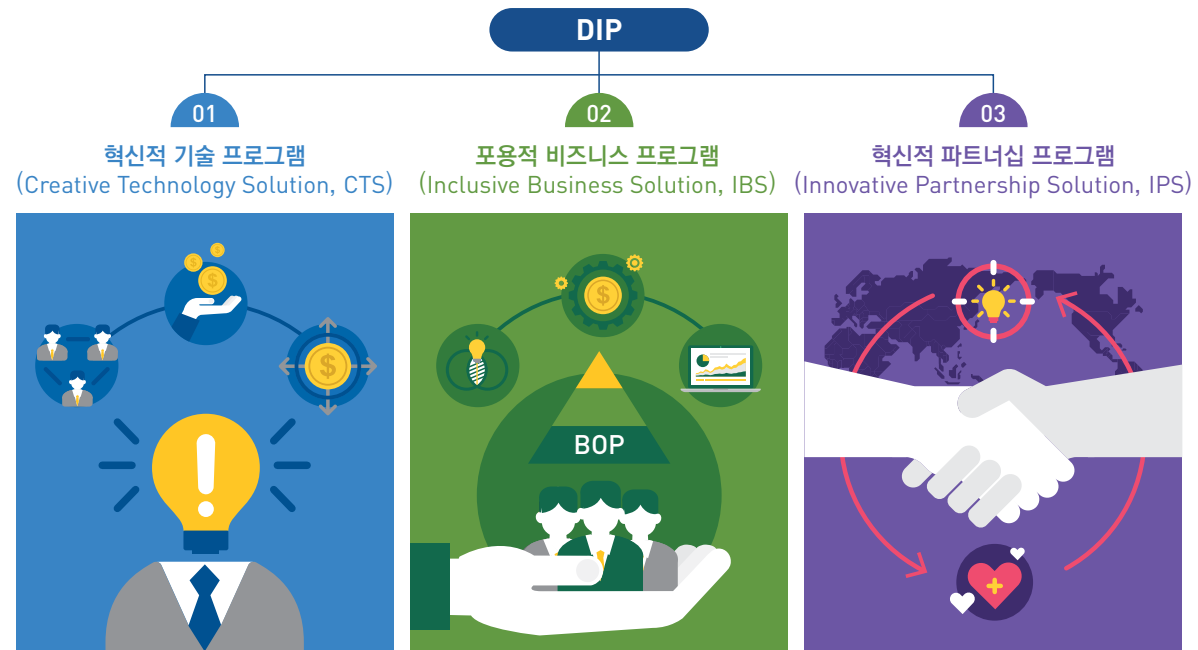 DIP
01
혁신적 기술 프로그램
(Creative Technology Solution, CTS)
02
포용적 비즈니스 프로그램
(Inclusive Business Solution, IBS)
03
혁신적 파트너십 프로그램
(Innovative Partnership Solution, IPS)
$
$
$
$
$
BOP